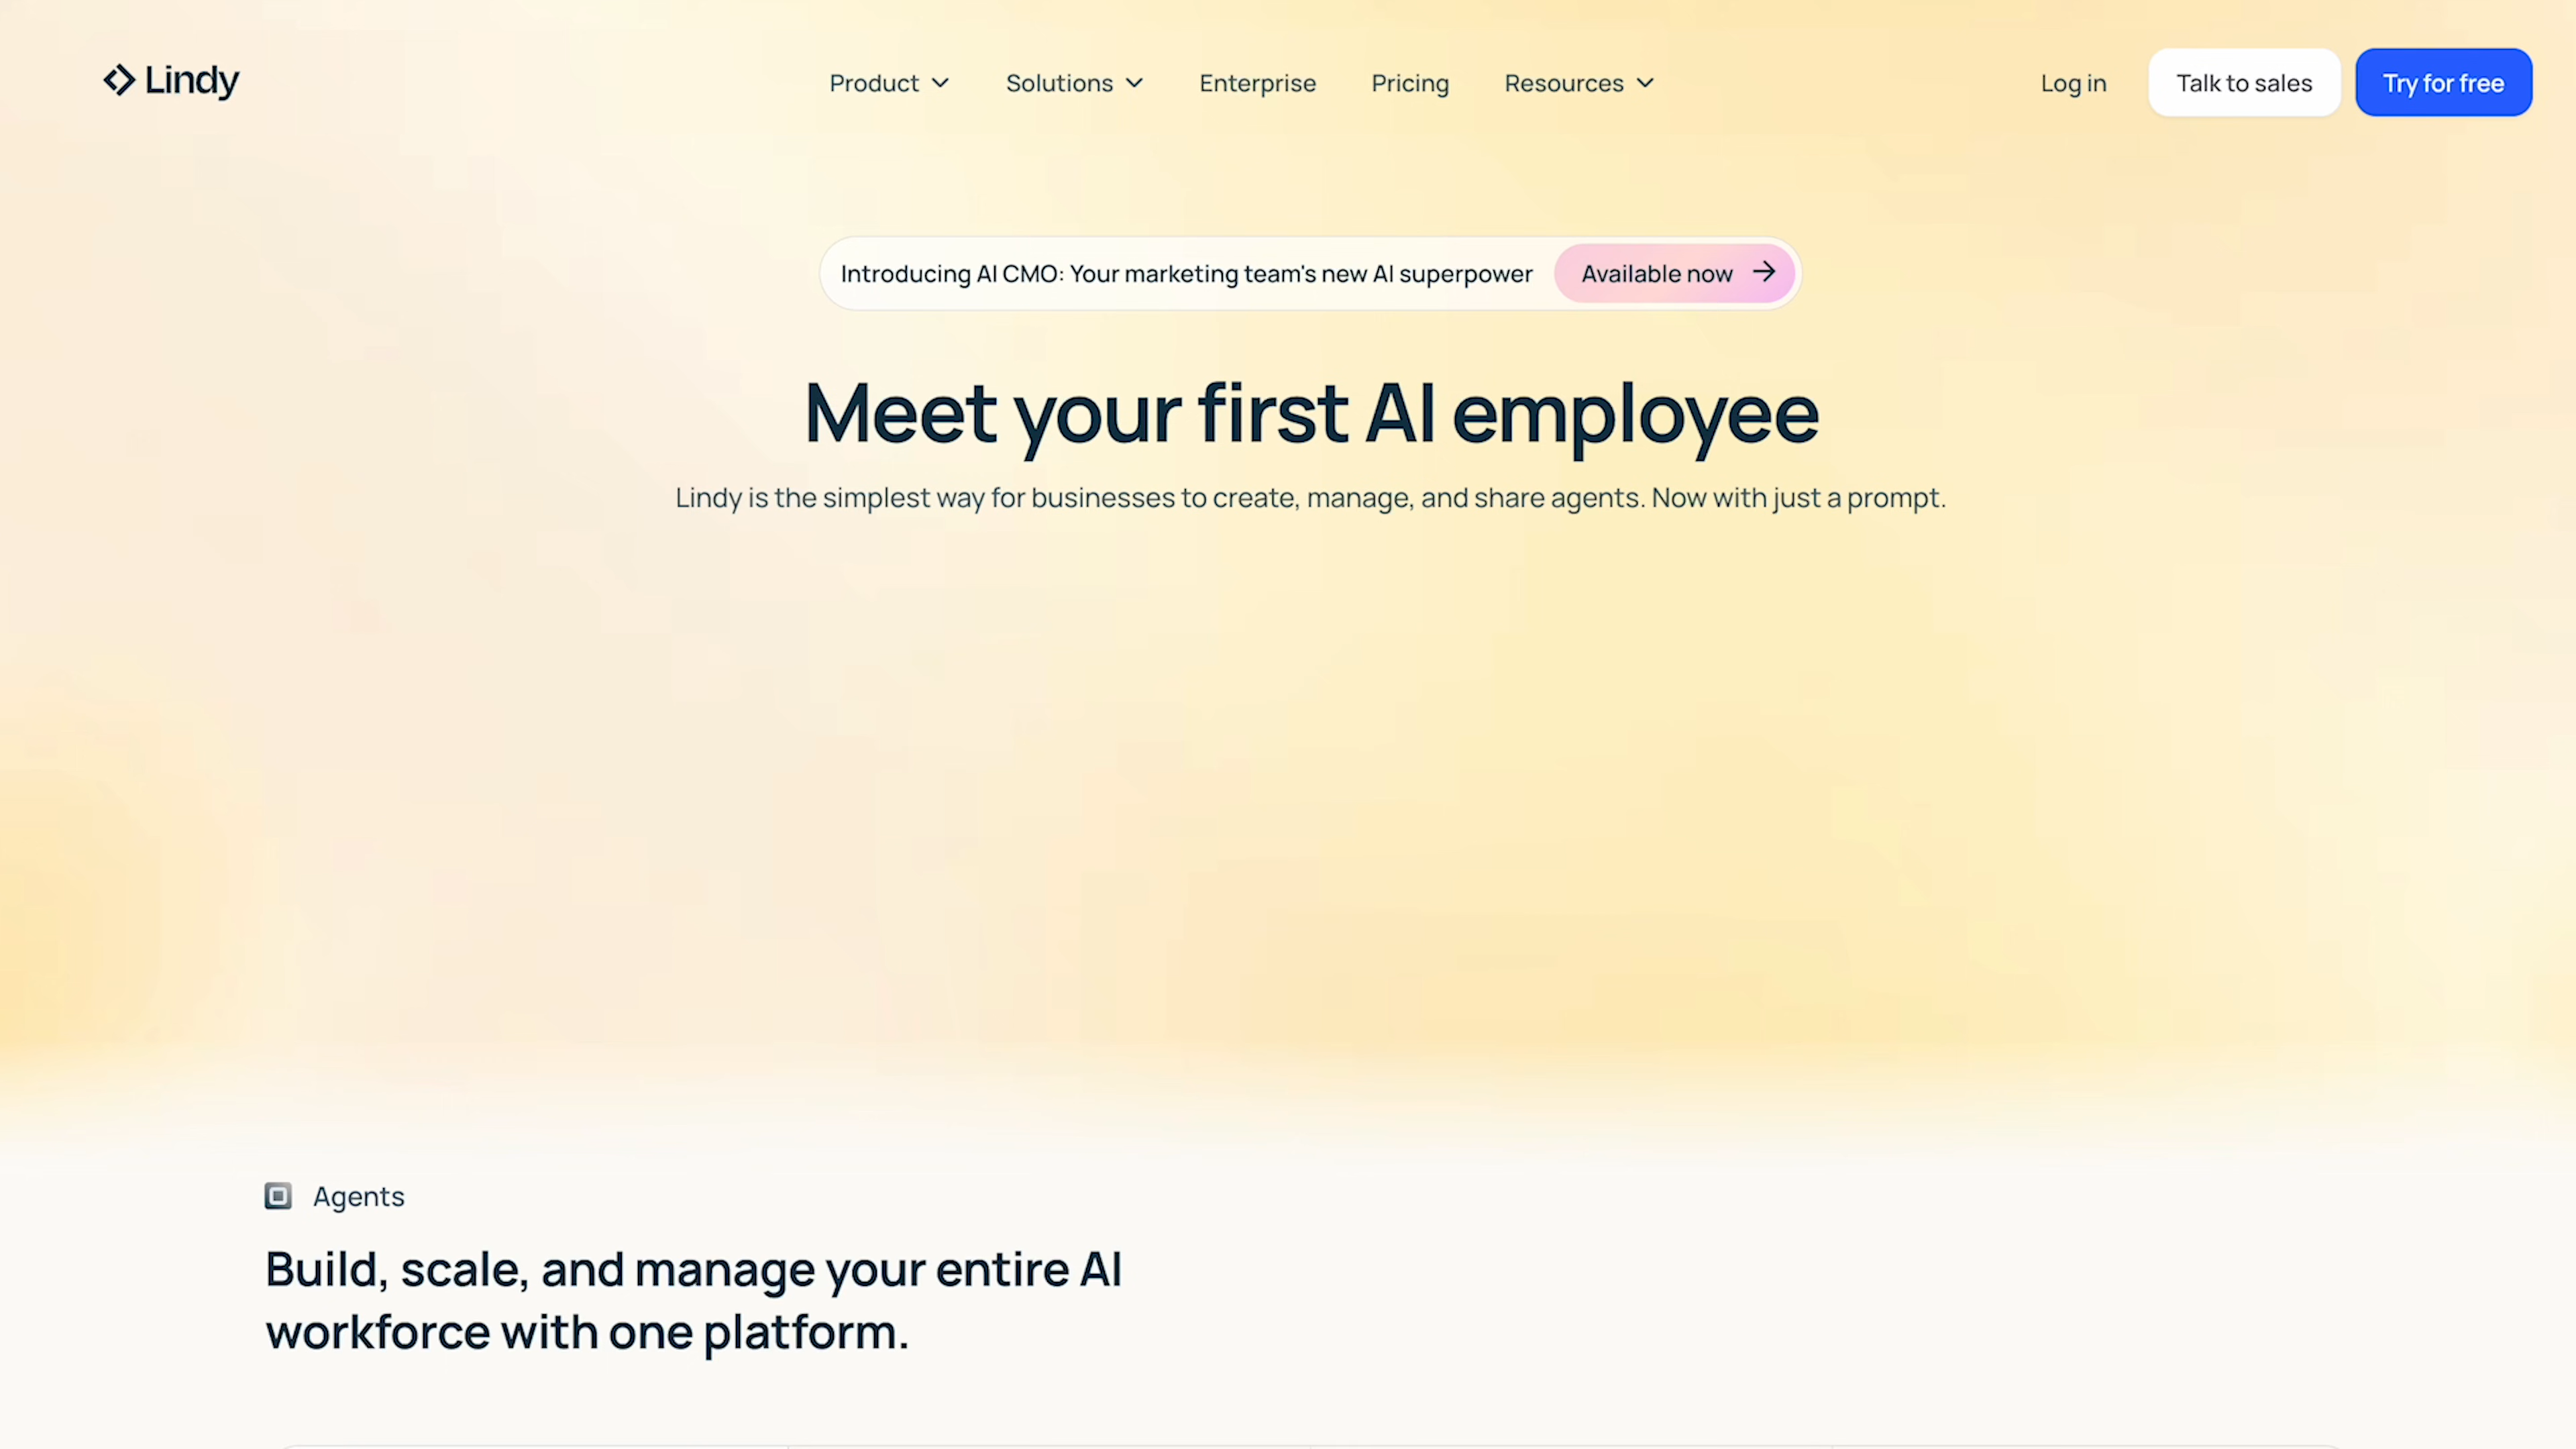 Lindy
Product
Solutions
Enterprise
Pricing
Resources
Log in
Talk to sales
Try for free
Introducing AI CMO: Your marketing team's new AI superpower
Available now
Meet your first AI employee
Lindy is the simplest way for businesses to create, manage, and share agents. Now with just a prompt.
Agents
Build, scale, and manage your entire AI
workforce with one platform.